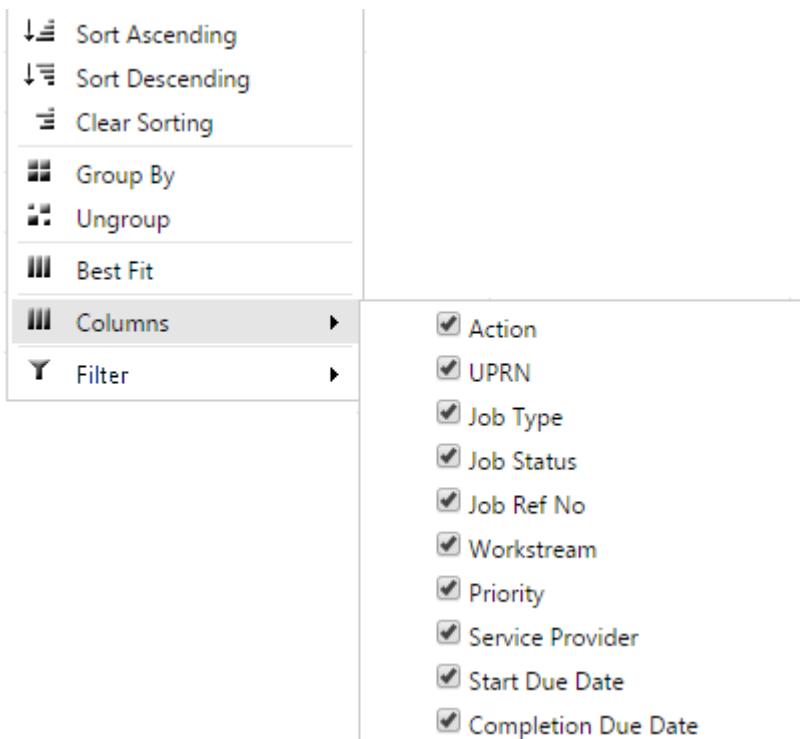 Sort Ascending
Sort Descending
Clear Sorting
Group By
Ungroup
Best Fit
Columns
Filter
Action
UPRN
Job Type
Job Status
Job Ref No
Workstream
Priority
Service Provider
Start Due Date
Completion Due Date